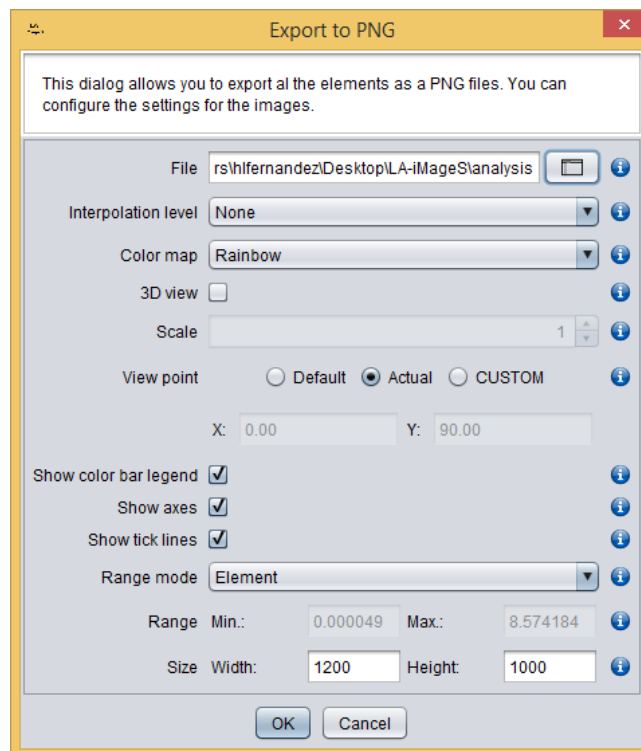 Export to PNG
This dialog allows you to export al the elements as a PNG files. You can
configure the settings for the images.
File rs\hlfernandez\Desktop\LA-iMageS\analysis
Interpolation level None
Color map Rainbow
3D view
Scale 1
View point Default Actual CUSTOM
X: 0.00 Y: 90.00
Show color bar legend
Show axes
Show tick lines
Range mode Element
Range Min.: 0.000049 Max.: 8.574184
Size Width: 1200 Height: 1000
OK Cancel